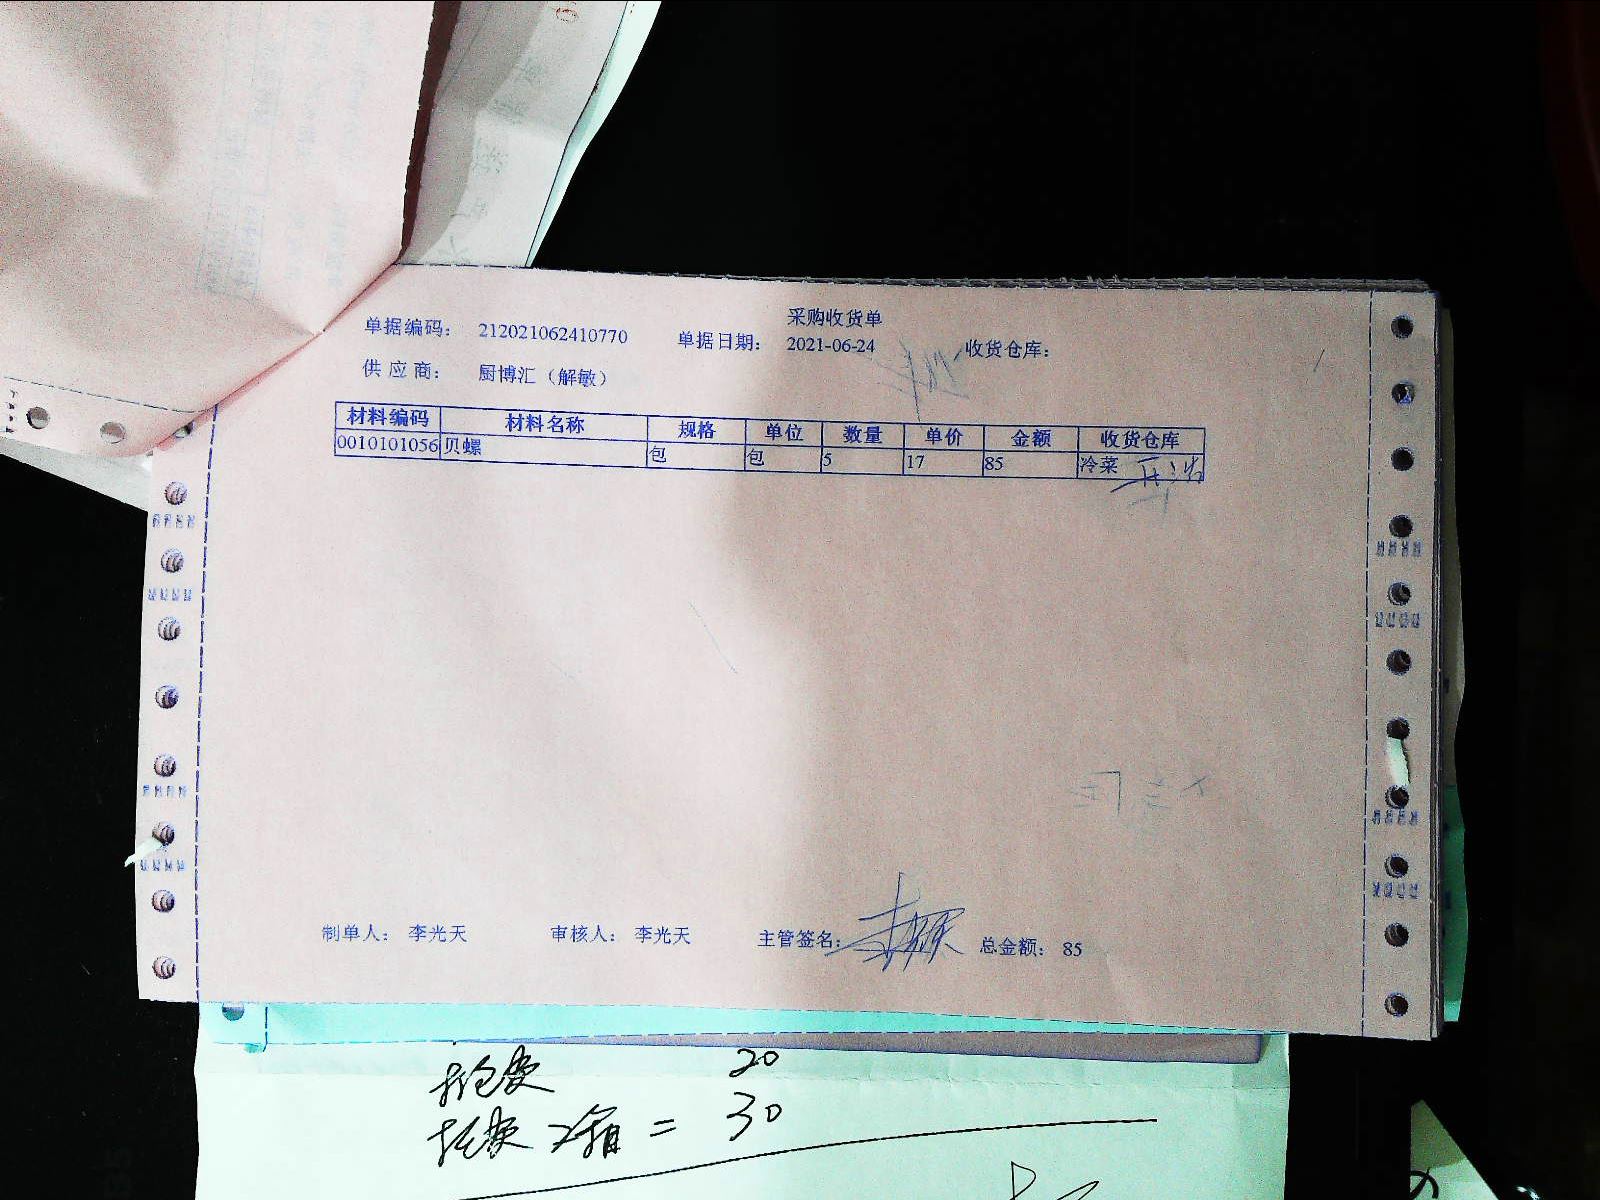 采购收货单
单据编码： 212021062410770 单据日期： 2021-06-24 收货仓库：
供应商： 厨博汇（解敏）
材料编码 材料名称 规格 单位 数量 单价 金额 收货仓库
0010101056 贝螺 包 包 5 17 85 冷菜
制单人： 李光天 审核人： 李光天 主管签名： 总金额： 85
20
2箱 = 30